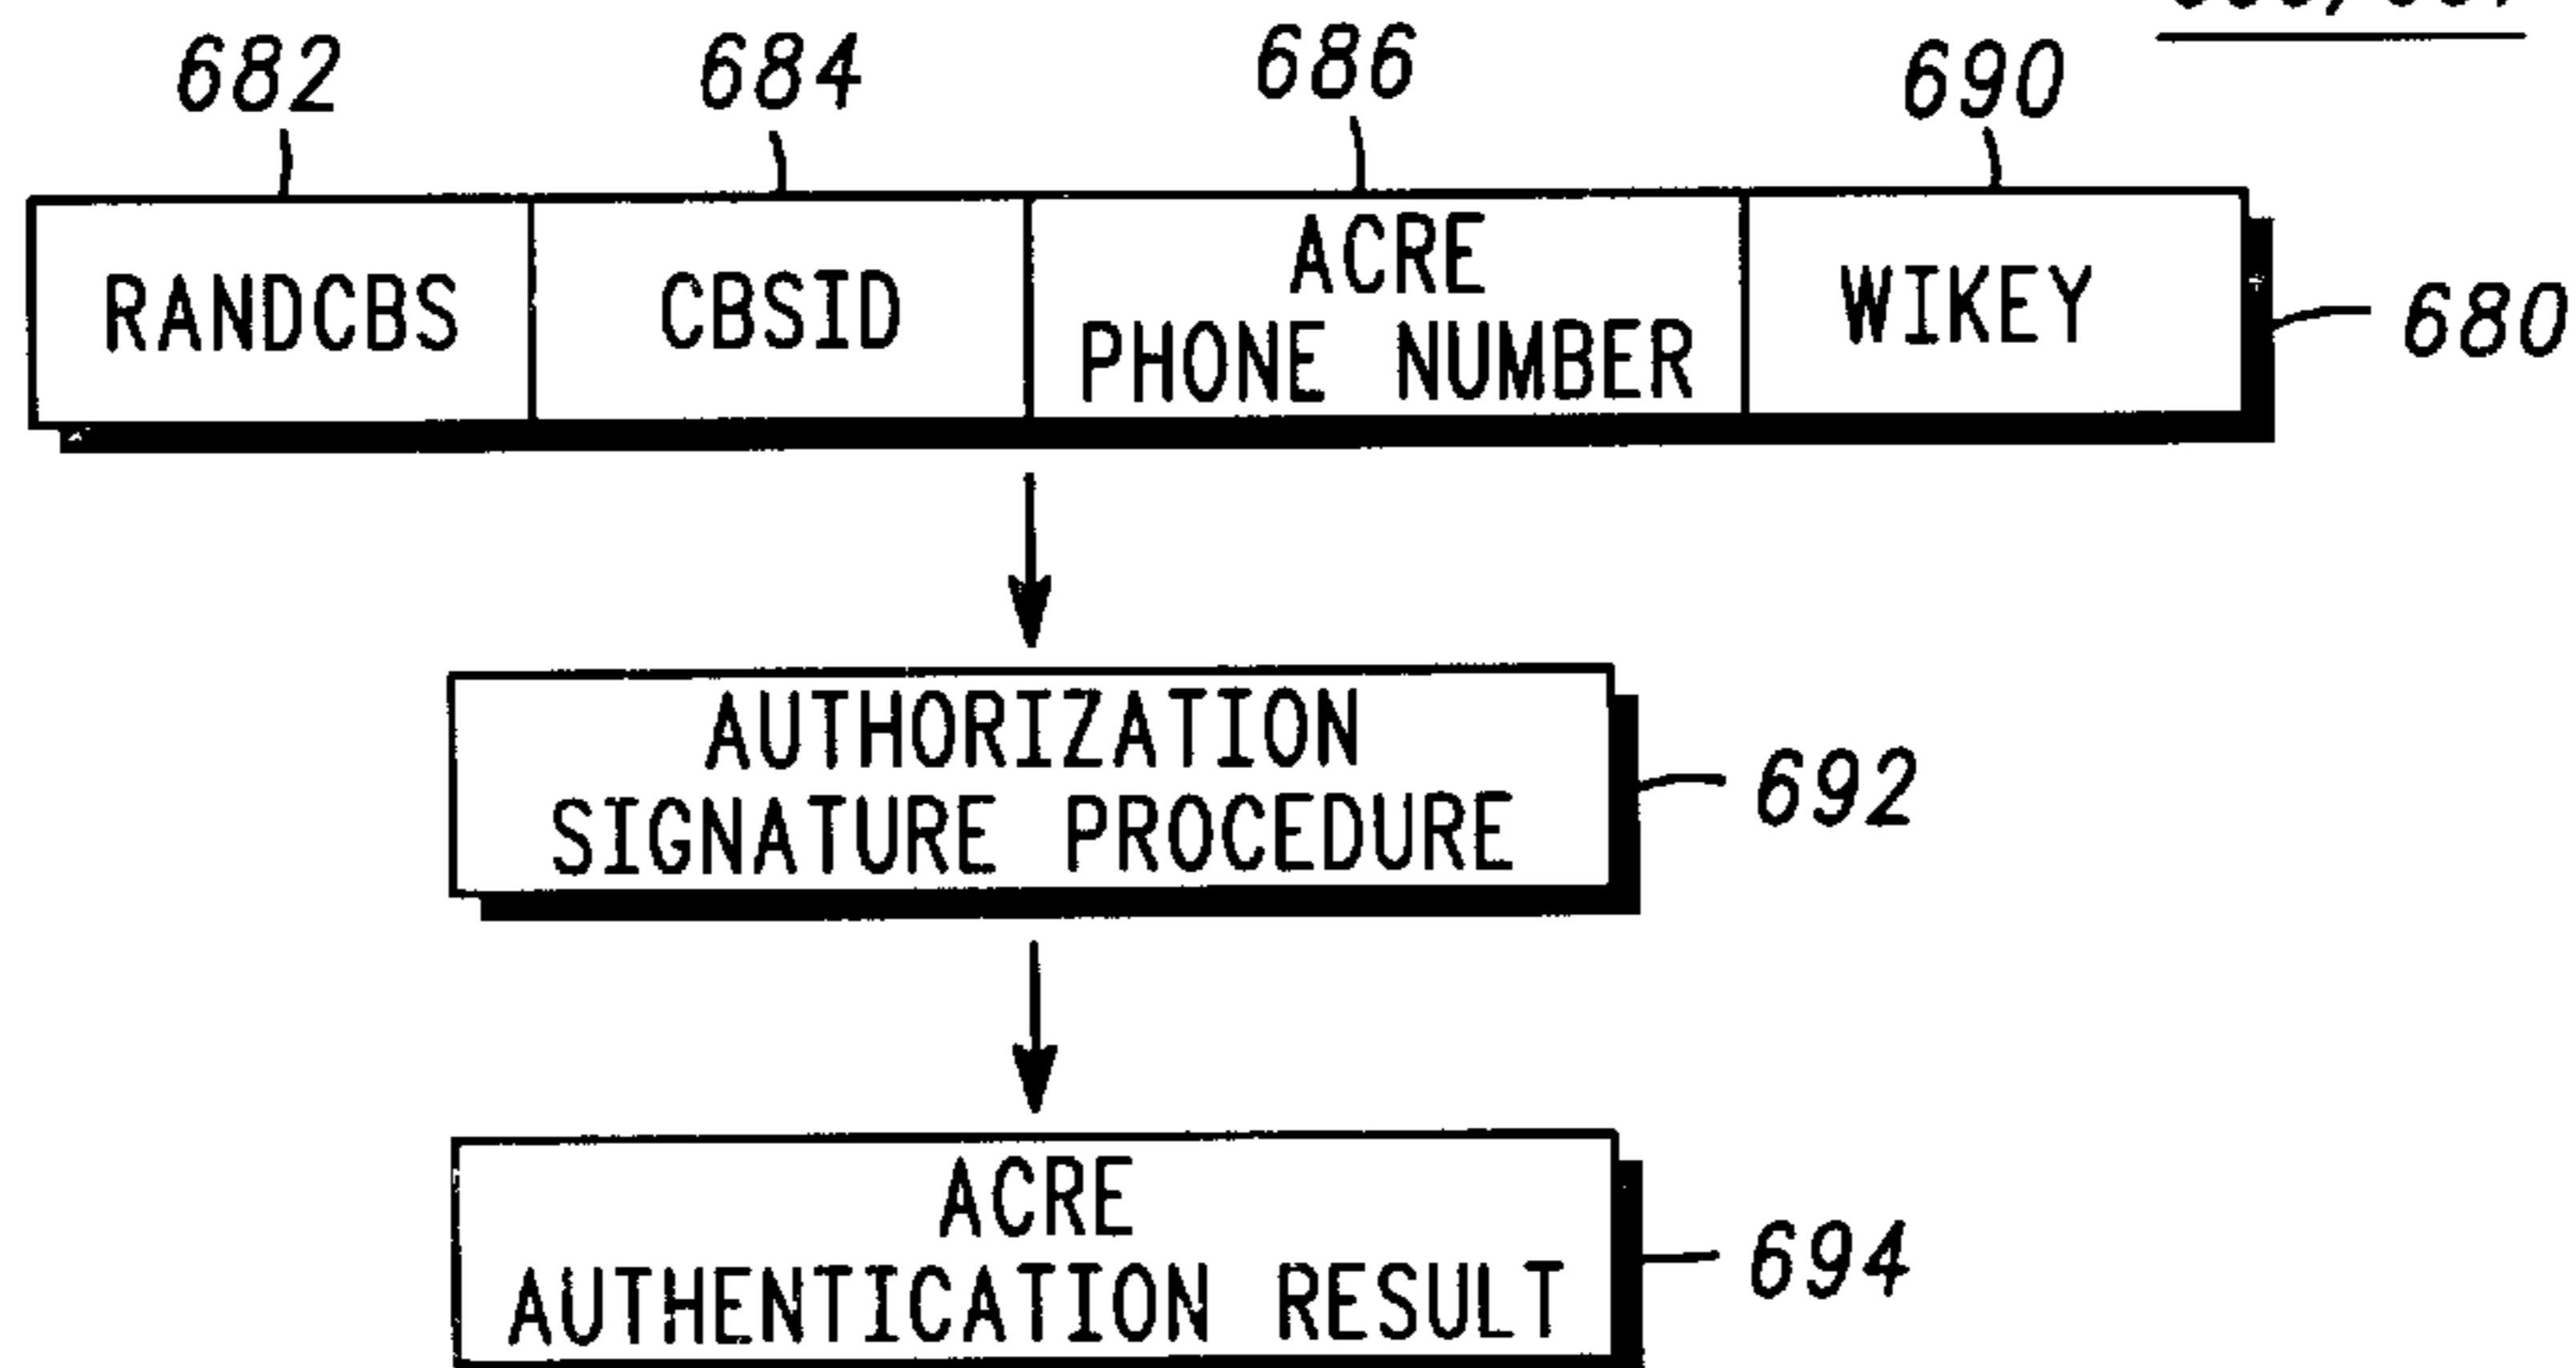 682 684 686 690
RANDCBS CBSID ACRE PHONE NUMBER WIKEY
680
AUTHORIZATION
SIGNATURE PROCEDURE
692
ACRE
AUTHENTICATION RESULT
694